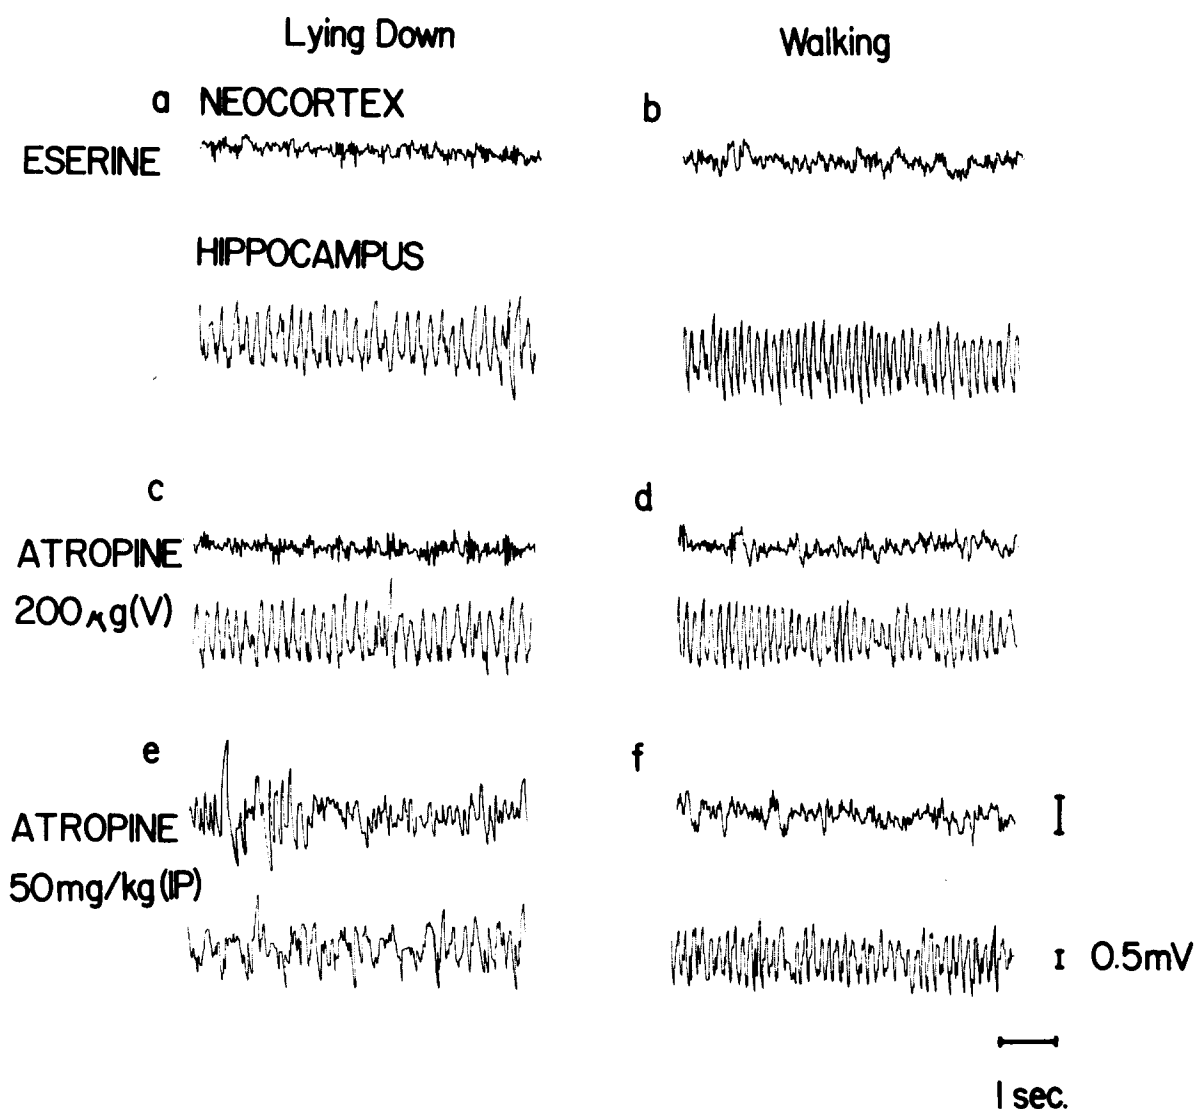 Lying Down
Walking
a NEOCORTEX
b
ESERINE
HIPPOCAMPUS
c
d
ATROPINE
200 μg(V)
e
f
ATROPINE
50mg/kg(IP)
0.5mV
1 sec.